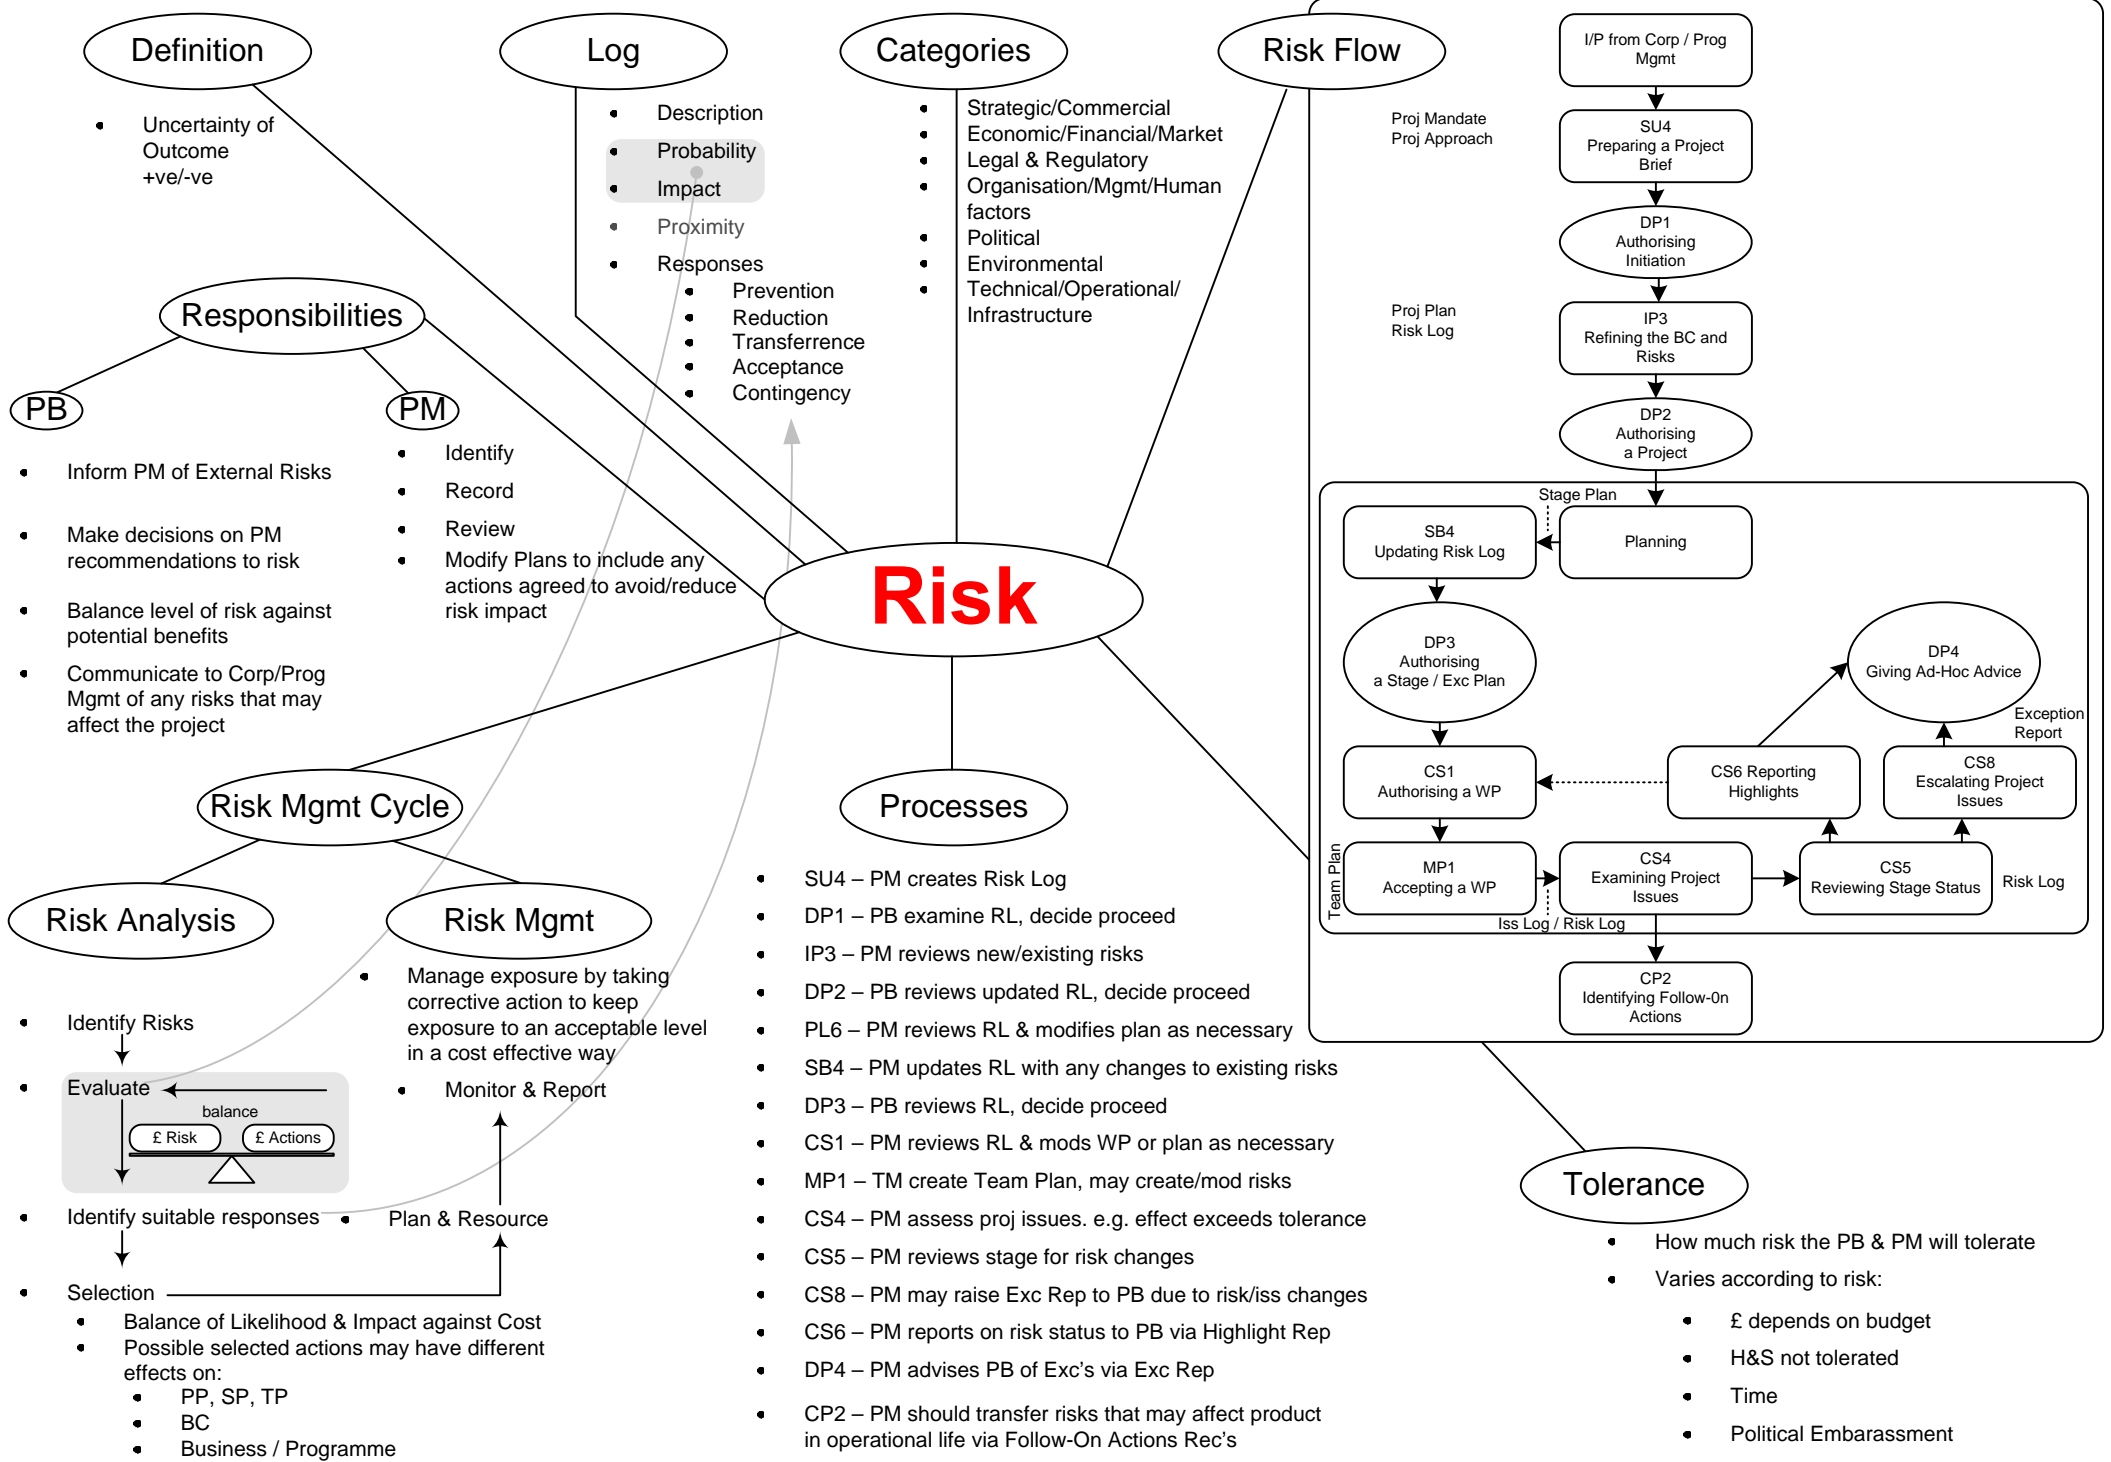 Definition
Uncertainty of
Outcome
+ve/-ve
Log
Description
Probability
Impact
Proximity
Responses
Prevention
Reduction
Transferrence
Acceptance
Contingency
Categories
Strategic/Commercial
Economic/Financial/Market
Legal & Regulatory
Organisation/Mgmt/Human
factors
Political
Environmental
Technical/Operational/
Infrastructure
Risk Flow
I/P from Corp / Prog
Mgmt
Proj Mandate
Proj Approach
SU4
Preparing a Project
Brief
DP1
Authorising
Initiation
Proj Plan
Risk Log
IP3
Refining the BC and
Risks
DP2
Authorising
a Project
Stage Plan
SB4
Updating Risk Log
Planning
DP3
Authorising
a Stage / Exc Plan
DP4
Giving Ad-Hoc Advice
Exception
Report
CS1
Authorising a WP
CS6 Reporting
Highlights
CS8
Escalating Project
Issues
Team Plan
MP1
Accepting a WP
CS4
Examining Project
Issues
CS5
Reviewing Stage Status
Risk Log
Iss Log / Risk Log
CP2
Identifying Follow-0n
Actions
Responsibilities
PB
Inform PM of External Risks
Make decisions on PM
recommendations to risk
Balance level of risk against
potential benefits
Communicate to Corp/Prog
Mgmt of any risks that may
affect the project
PM
Identify
Record
Review
Modify Plans to include any
actions agreed to avoid/reduce
risk impact
Risk
Risk Mgmt Cycle
Risk Analysis
Identify Risks
Evaluate
balance
£ Risk
£ Actions
Identify suitable responses
Selection
Balance of Likelihood & Impact against Cost
Possible selected actions may have different
effects on:
PP, SP, TP
BC
Business / Programme
Risk Mgmt
Manage exposure by taking
corrective action to keep
exposure to an acceptable level
in a cost effective way
Monitor & Report
Plan & Resource
Processes
SU4 – PM creates Risk Log
DP1 – PB examine RL, decide proceed
IP3 – PM reviews new/existing risks
DP2 – PB reviews updated RL, decide proceed
PL6 – PM reviews RL & modifies plan as necessary
SB4 – PM updates RL with any changes to existing risks
DP3 – PB reviews RL, decide proceed
CS1 – PM reviews RL & mods WP or plan as necessary
MP1 – TM create Team Plan, may create/mod risks
CS4 – PM assess proj issues. e.g. effect exceeds tolerance
CS5 – PM reviews stage for risk changes
CS8 – PM may raise Exc Rep to PB due to risk/iss changes
CS6 – PM reports on risk status to PB via Highlight Rep
DP4 – PM advises PB of Exc's via Exc Rep
CP2 – PM should transfer risks that may affect product
in operational life via Follow-On Actions Rec's
Tolerance
How much risk the PB & PM will tolerate
Varies according to risk:
£ depends on budget
H&S not tolerated
Time
Political Embarassment